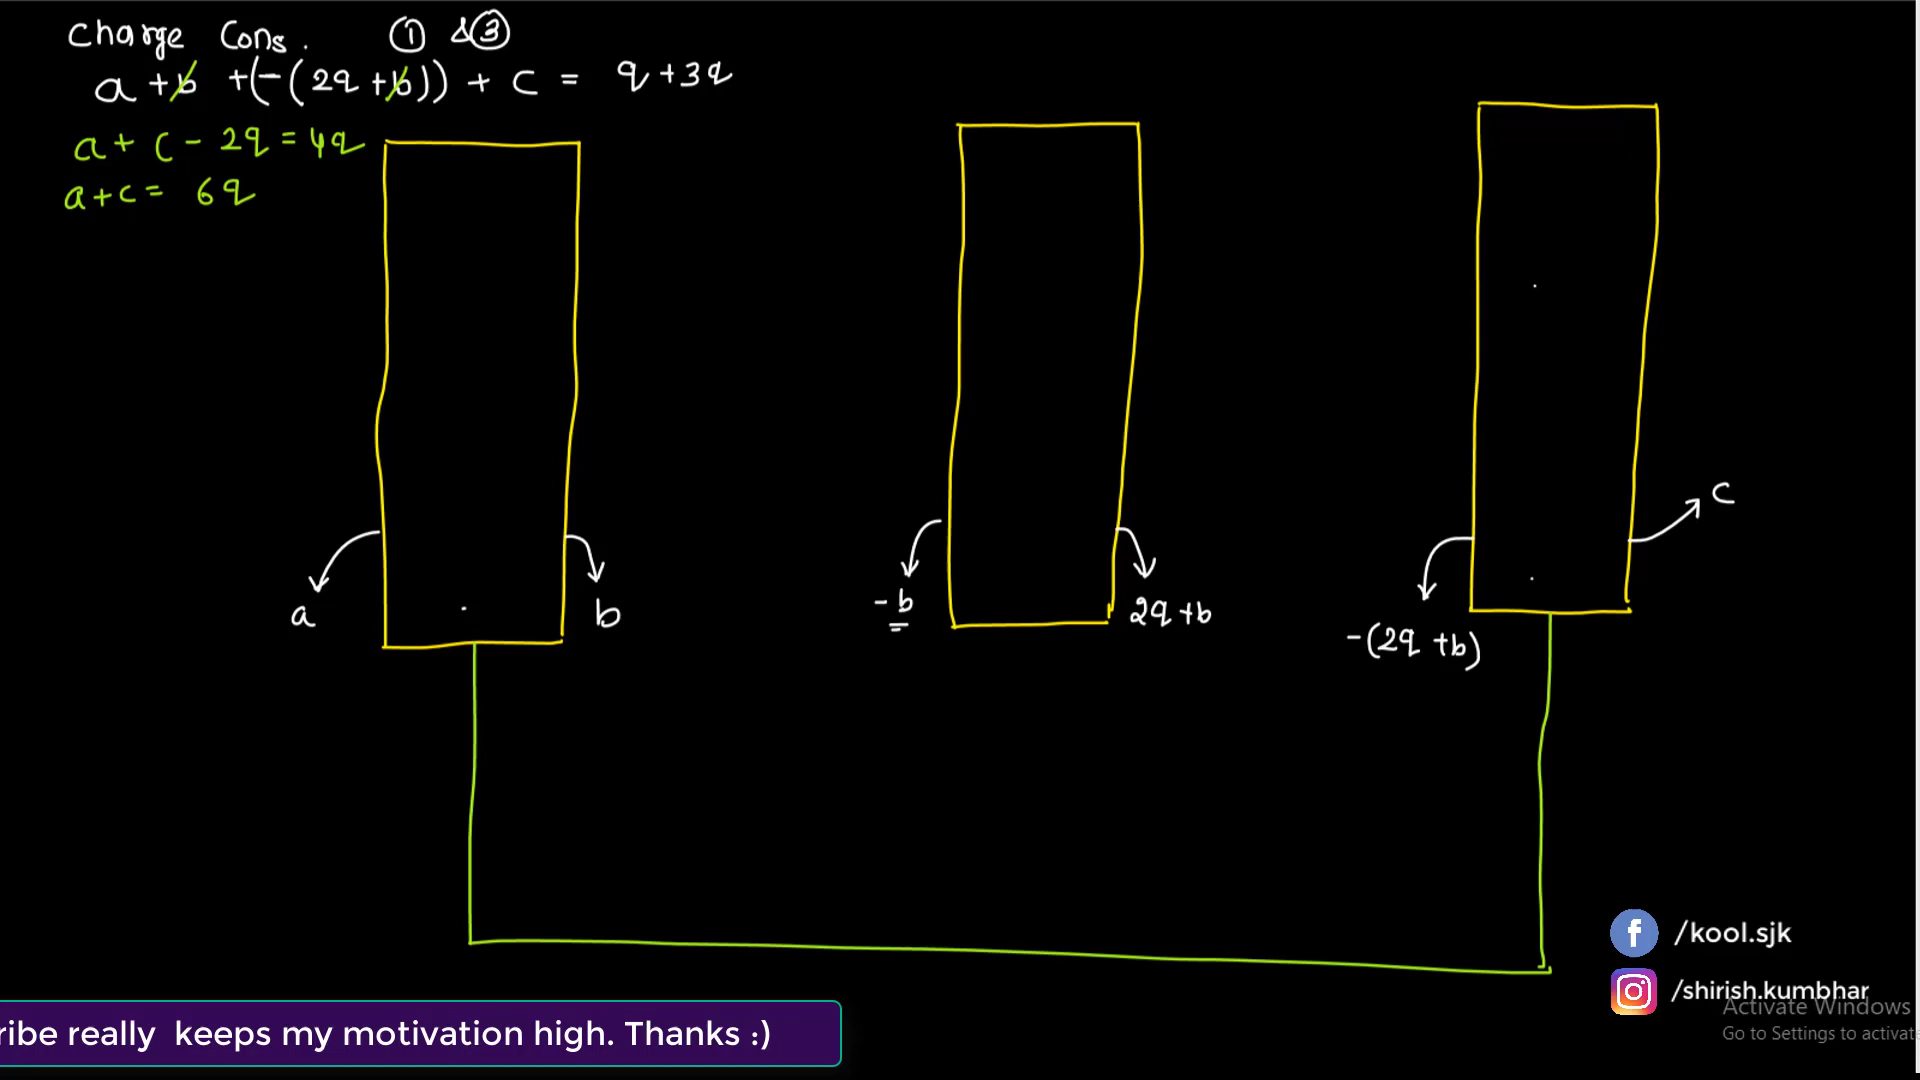 Charge Cons. ① & ③
a + b + (-(2q + b)) + c = q + 3q
a + c - 2q = 4q
a + c = 6q
c
a
b
-b
2q + b
-(2q + b)
/kool.sjk
/shirish.kumbhar
Activate Windows
Go to Settings to activat
ribe really keeps my motivation high. Thanks :)